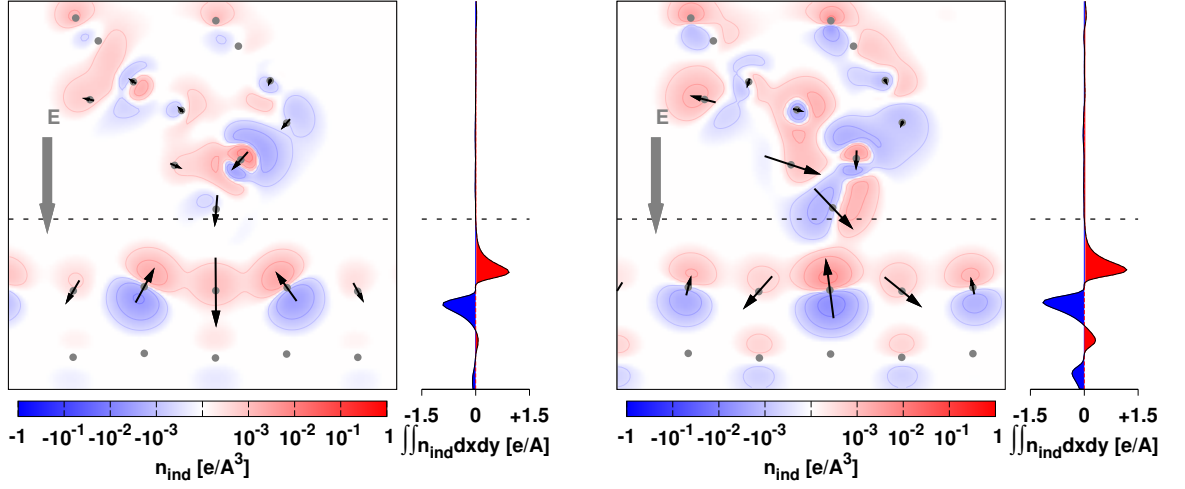 E
E
-1.5 0 +1.5
-1.5 0 +1.5
-1 -10⁻¹ -10⁻² -10⁻³ 10⁻³ 10⁻² 10⁻¹ 1
∫∫n_ind dxdy [e/A]
-1 -10⁻¹ -10⁻² -10⁻³ 10⁻³ 10⁻² 10⁻¹ 1
∫∫n_ind dxdy [e/A]
n_ind [e/A³]
n_ind [e/A³]